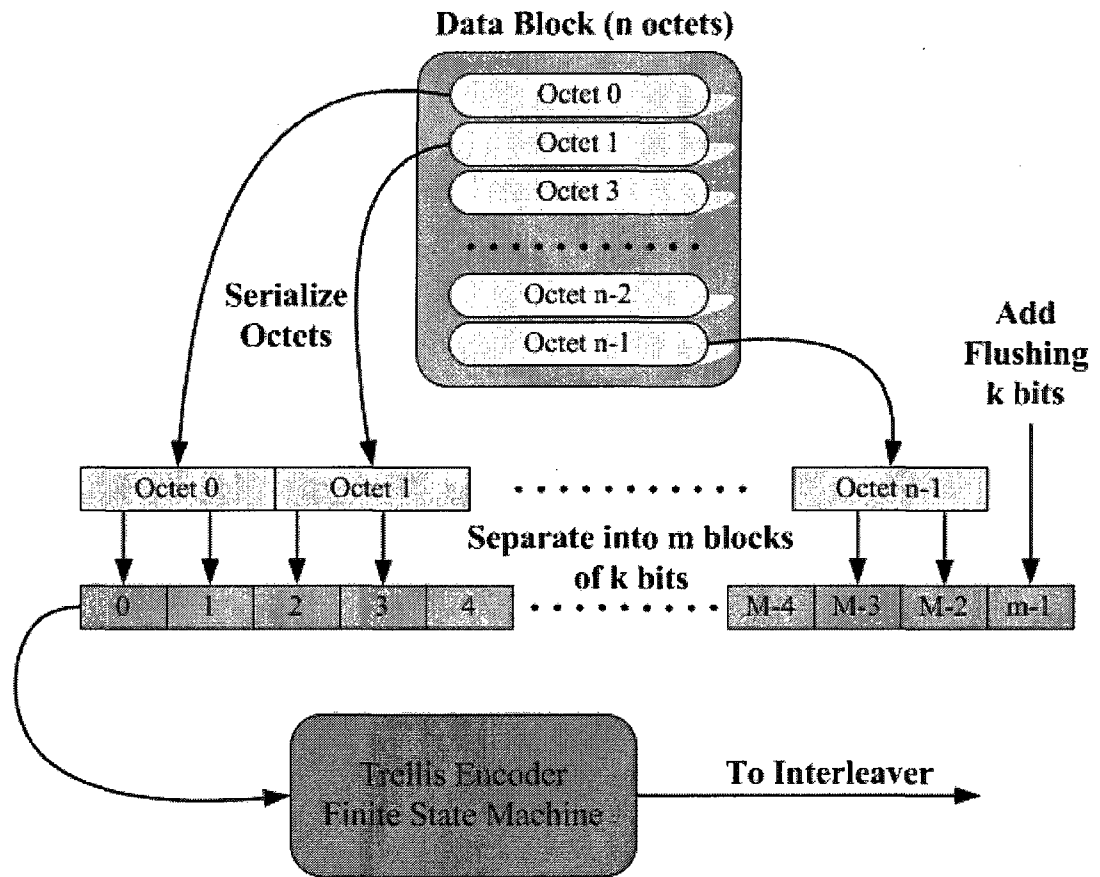 Data Block (n octets)
Octet 0
Octet 1
Octet 3
Octet n-2
Octet n-1
Serialize
Octets
Add
Flushing
k bits
Octet 0
Octet 1
Octet n-1
Separate into m blocks
of k bits
0
1
2
3
4
M-4
M-3
M-2
m-1
Trellis Encoder
Finite State Machine
To Interleaver